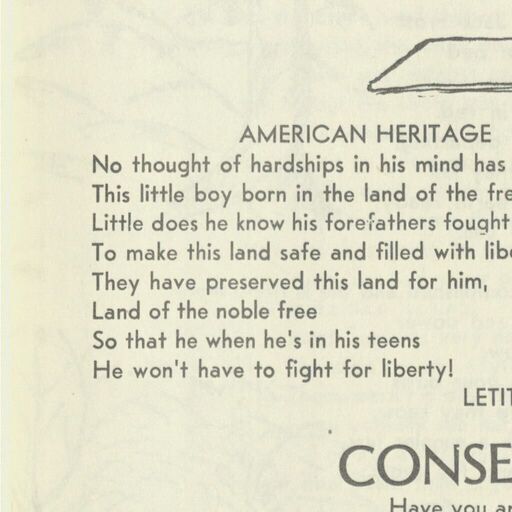 AMERICAN HERITAGE
No thought of hardships in his mind has
This little boy born in the land of the fre
Little does he know his forefathers fought
To make this land safe and filled with libe
They have preserved this land for him,
Land of the noble free
So that he when he's in his teens
He won't have to fight for liberty!
LETIT
CONSE
Have you ar